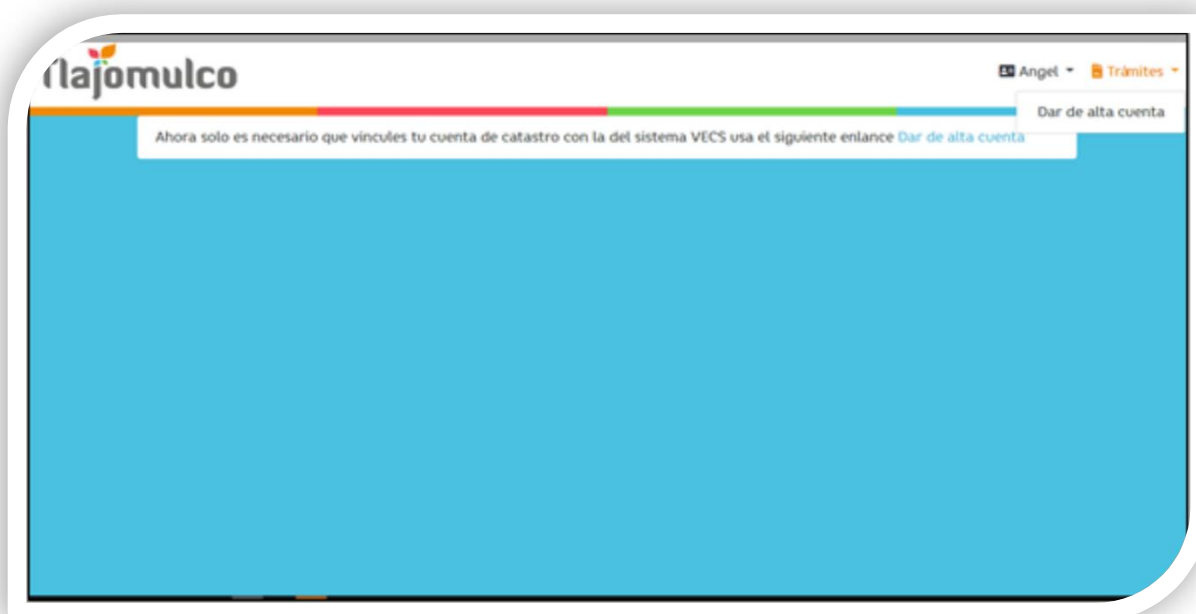 Tlajomulco
Angel
Trámites
Dar de alta cuenta
Ahora solo es necesario que vincules tu cuenta de catastro con la del sistema VECS usa el siguiente enlance Dar de alta cuenta